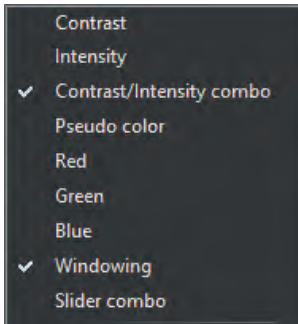 Contrast
Intensity
Contrast/Intensity combo
Pseudo color
Red
Green
Blue
Windowing
Slider combo